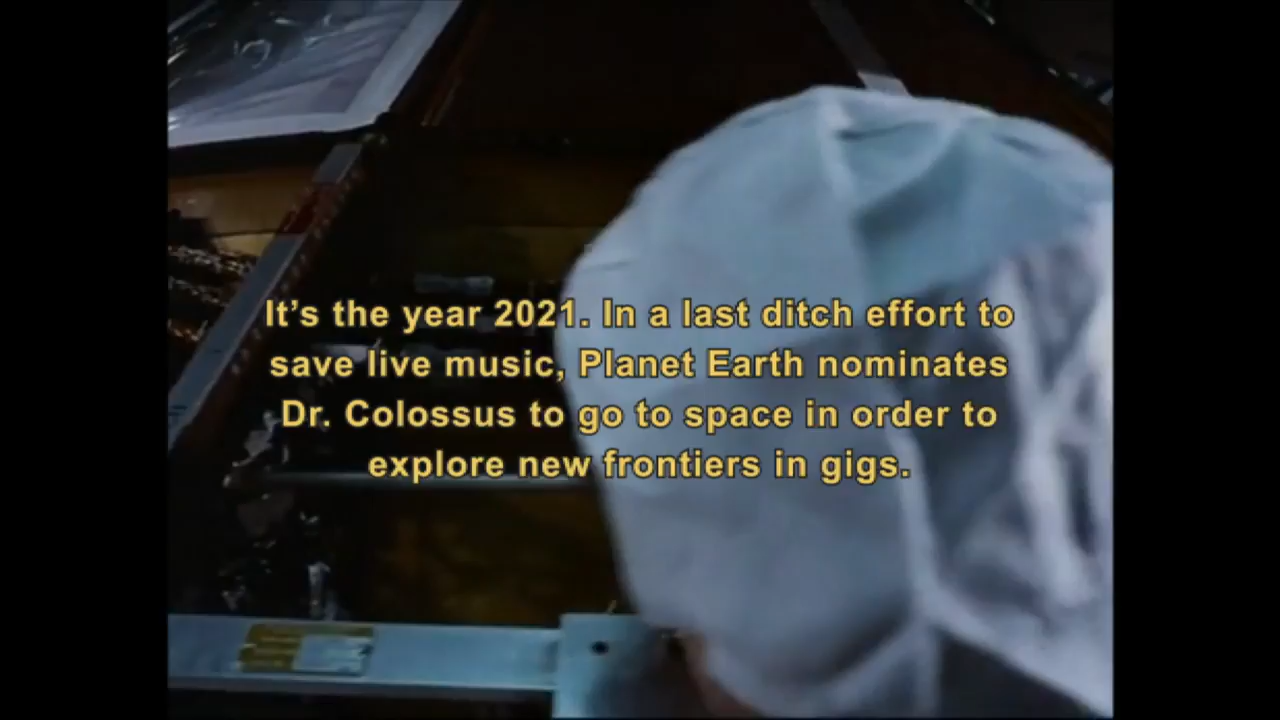 It’s the year 2021. In a last ditch effort to
save live music, Planet Earth nominates
Dr. Colossus to go to space in order to
explore new frontiers in gigs.